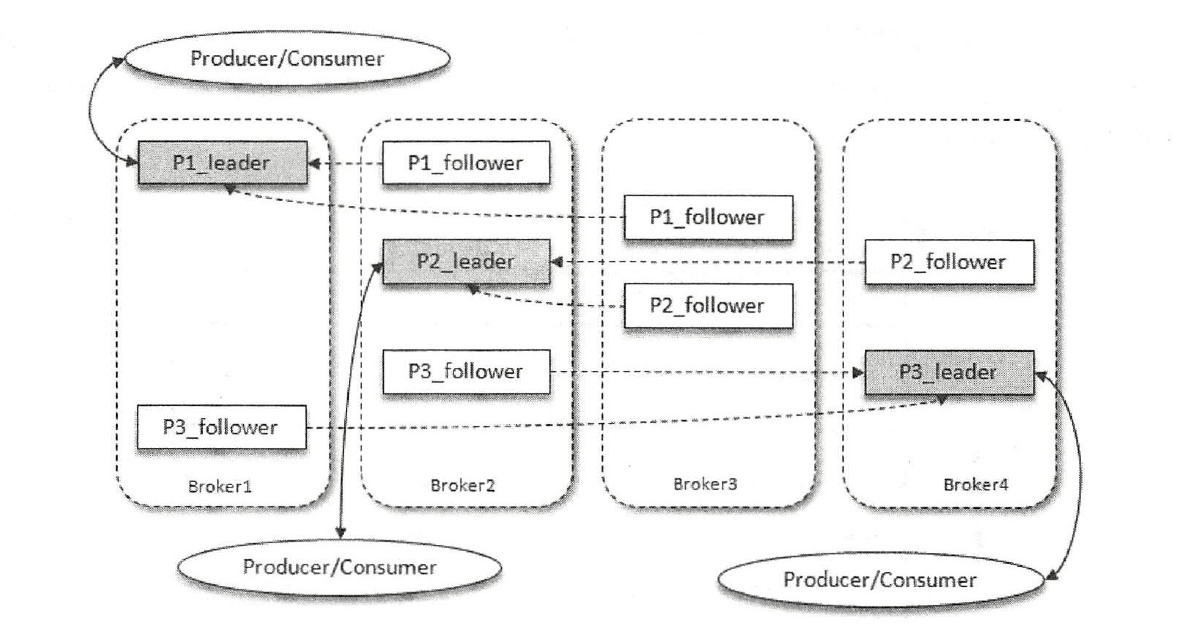 Producer/Consumer
P1_leader
P1_follower
P1_follower
P2_leader
P2_follower
P2_follower
P3_follower
P3_leader
P3_follower
Broker1
Broker2
Broker3
Broker4
Producer/Consumer
Producer/Consumer